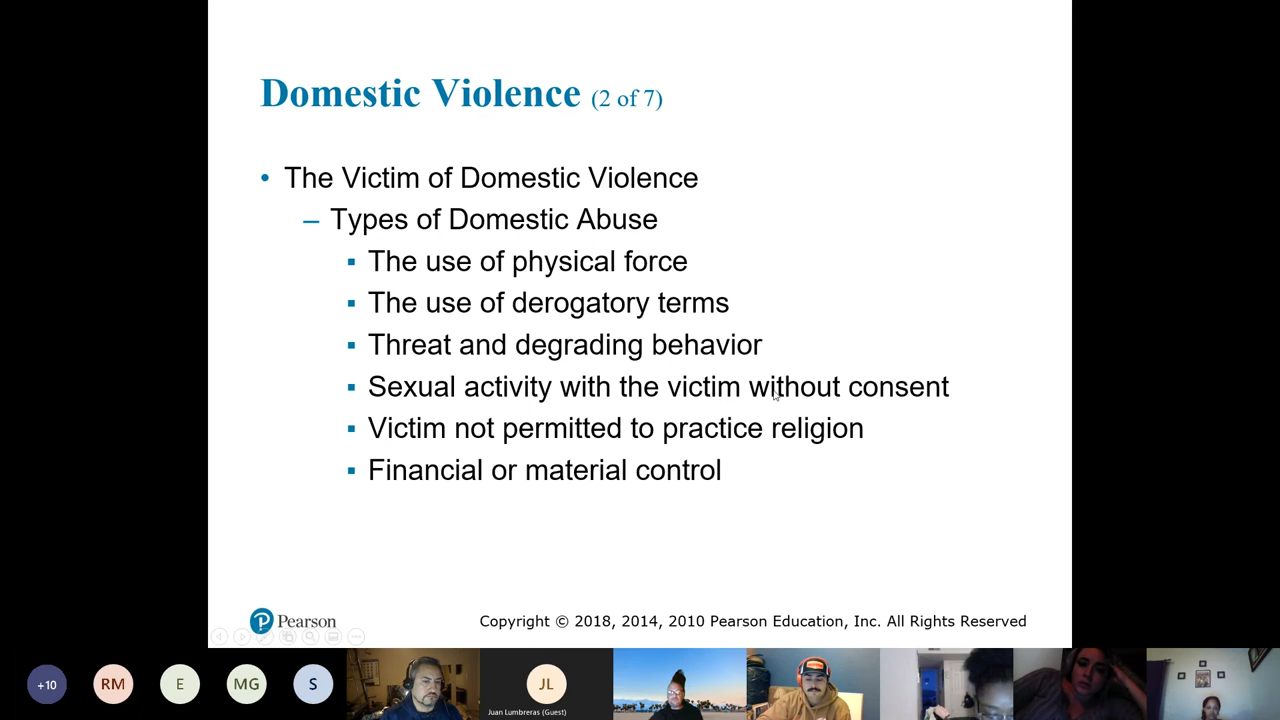 Domestic Violence (2 of 7)
• The Victim of Domestic Violence
– Types of Domestic Abuse
▪ The use of physical force
▪ The use of derogatory terms
▪ Threat and degrading behavior
▪ Sexual activity with the victim without consent
▪ Victim not permitted to practice religion
▪ Financial or material control
P Pearson
Copyright © 2018, 2014, 2010 Pearson Education, Inc. All Rights Reserved
+10
RM
E
MG
S
JL
Juan Lumbreras (Guest)